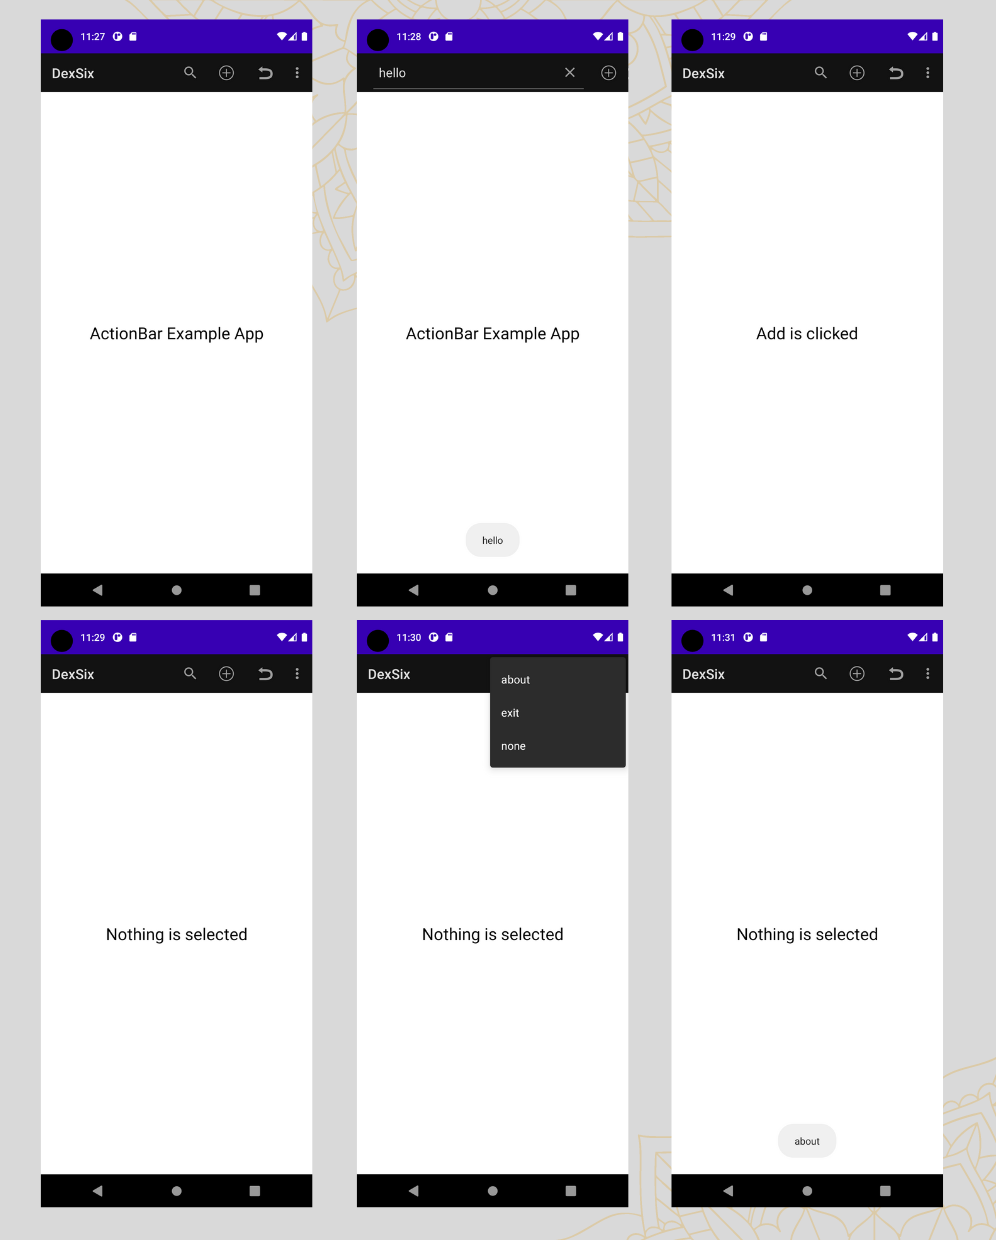 11:27
DexSix
ActionBar Example App
11:28
hello
ActionBar Example App
hello
11:29
DexSix
Add is clicked
11:29
DexSix
Nothing is selected
11:30
DexSix
about
exit
none
Nothing is selected
11:31
DexSix
Nothing is selected
about